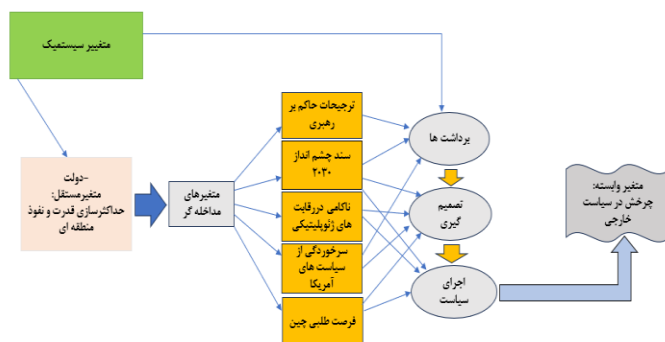 متغییر سیستمیک
دولت-
متغیرمستقل:
حداکثرسازی قدرت و نفوذ
منطقه ای
متغیرهای
مداخله گر
ترجیحات حاکم بر
رهبری
سند چشم انداز
۲۰۳۰
ناکامی دررقابت
های ژئوپلیتیکی
سرخوردگی از
سیاست های
آمریکا
فرصت طلبی چین
برداشت ها
تصمیم
گیری
اجرای
سیاست
متغیر وابسته:
چرخش در سیاست
خارجی